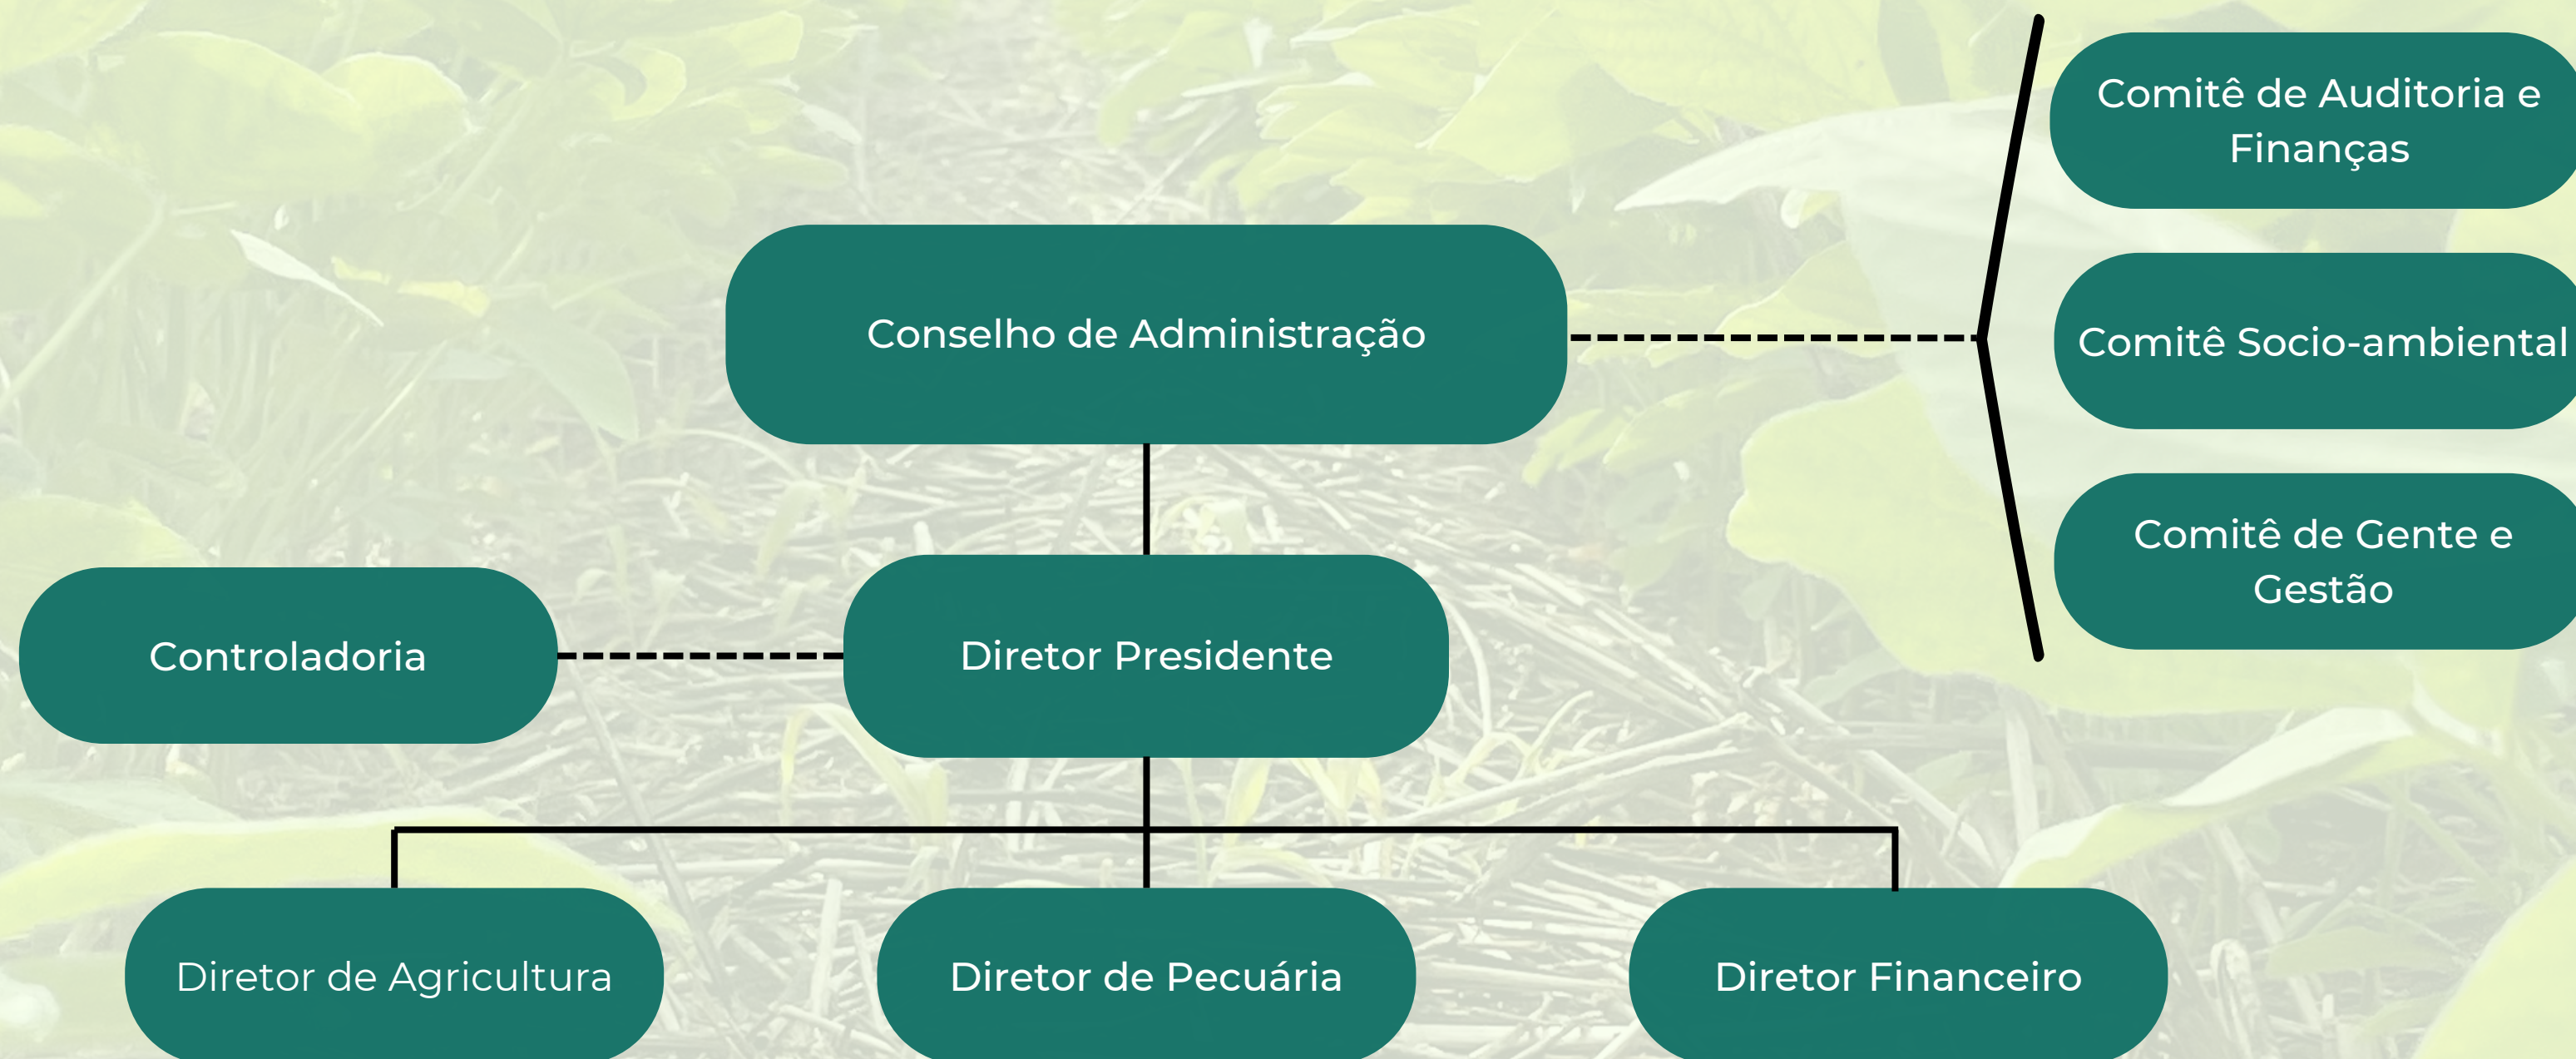 Comitê de Auditoria e
Finanças
Conselho de Administração
Comitê Socio-ambiental
Comitê de Gente e
Gestão
Controladoria
Diretor Presidente
Diretor de Agricultura
Diretor de Pecuária
Diretor Financeiro